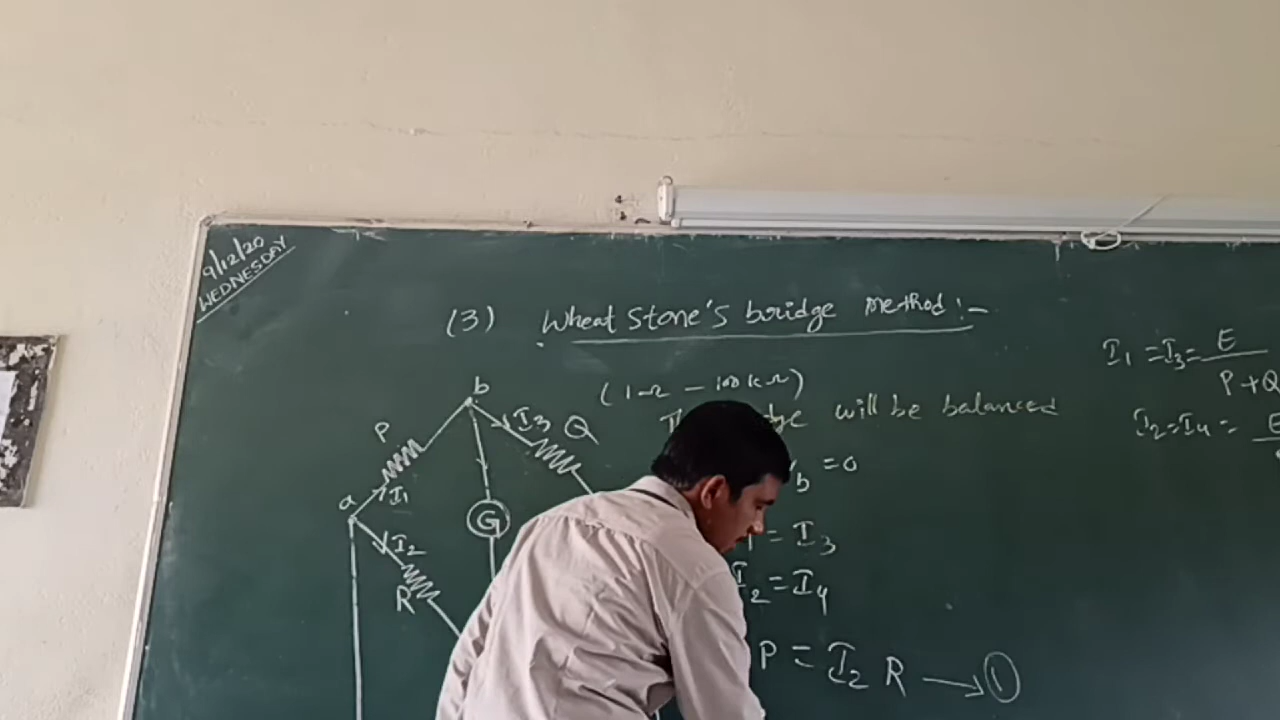 9/12/20
WEDNESDAY
(3) Wheat Stone's bridge method:-
(1Ω - 100kΩ)
will be balanced
b = 0
= I3
I2 = I4
P = I2 R → 1
I1 = I3 = E
P+Q
I2 = I4 = E
b
P
I3 Q
a
I1
G
I2
R